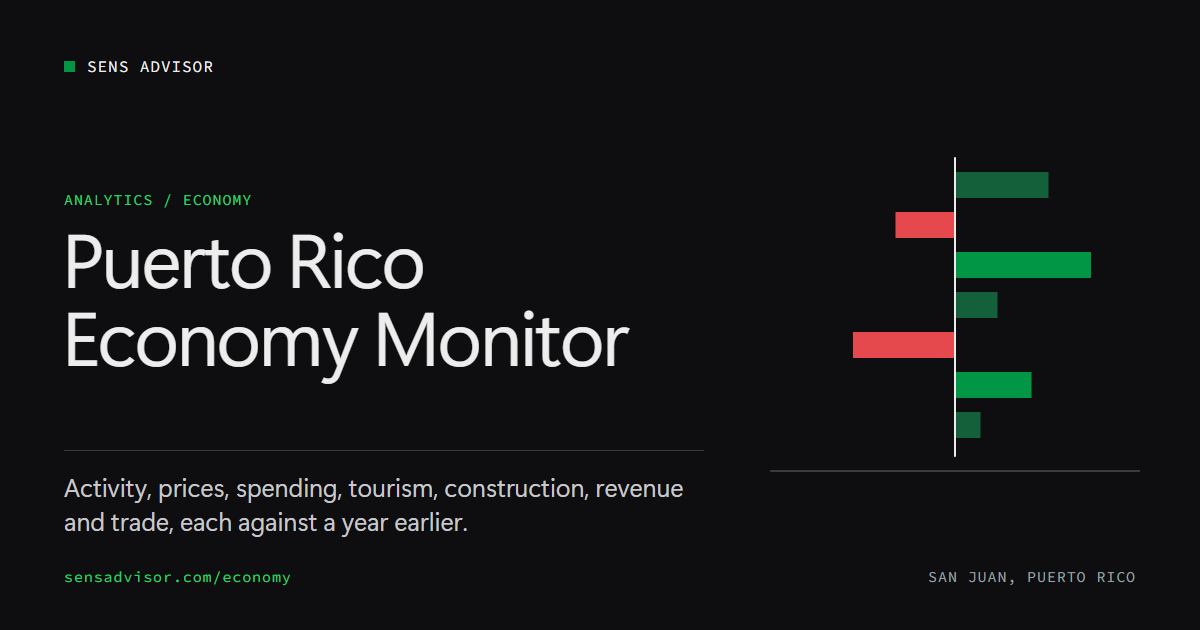 SENS ADVISOR
ANALYTICS / ECONOMY
Puerto Rico
Economy Monitor
Activity, prices, spending, tourism, construction, revenue
and trade, each against a year earlier.
sensadvisor.com/economy
SAN JUAN, PUERTO RICO